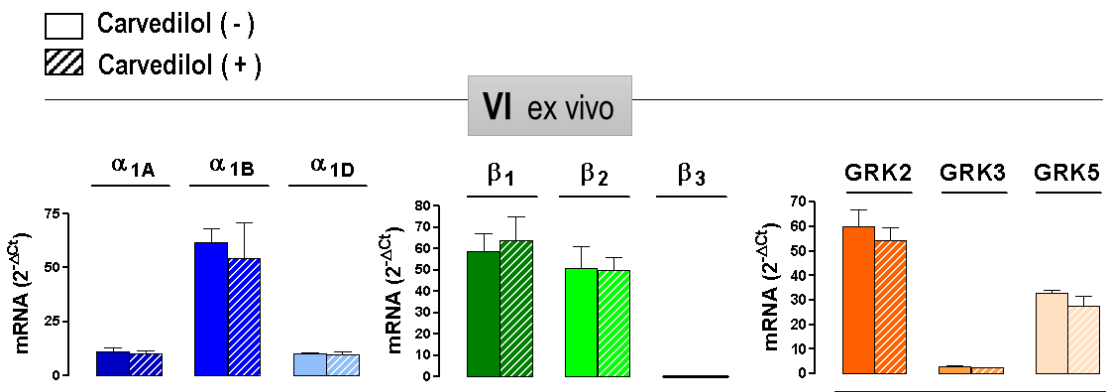 Carvedilol ( - )
Carvedilol ( + )
VI ex vivo
α1A α1B α1D
mRNA (2^-ΔCt)
75
50
25
0
β1 β2 β3
mRNA (2^-ΔCt)
80
70
60
50
40
30
20
10
0
GRK2 GRK3 GRK5
mRNA (2^-ΔCt)
70
60
50
40
30
20
10
0